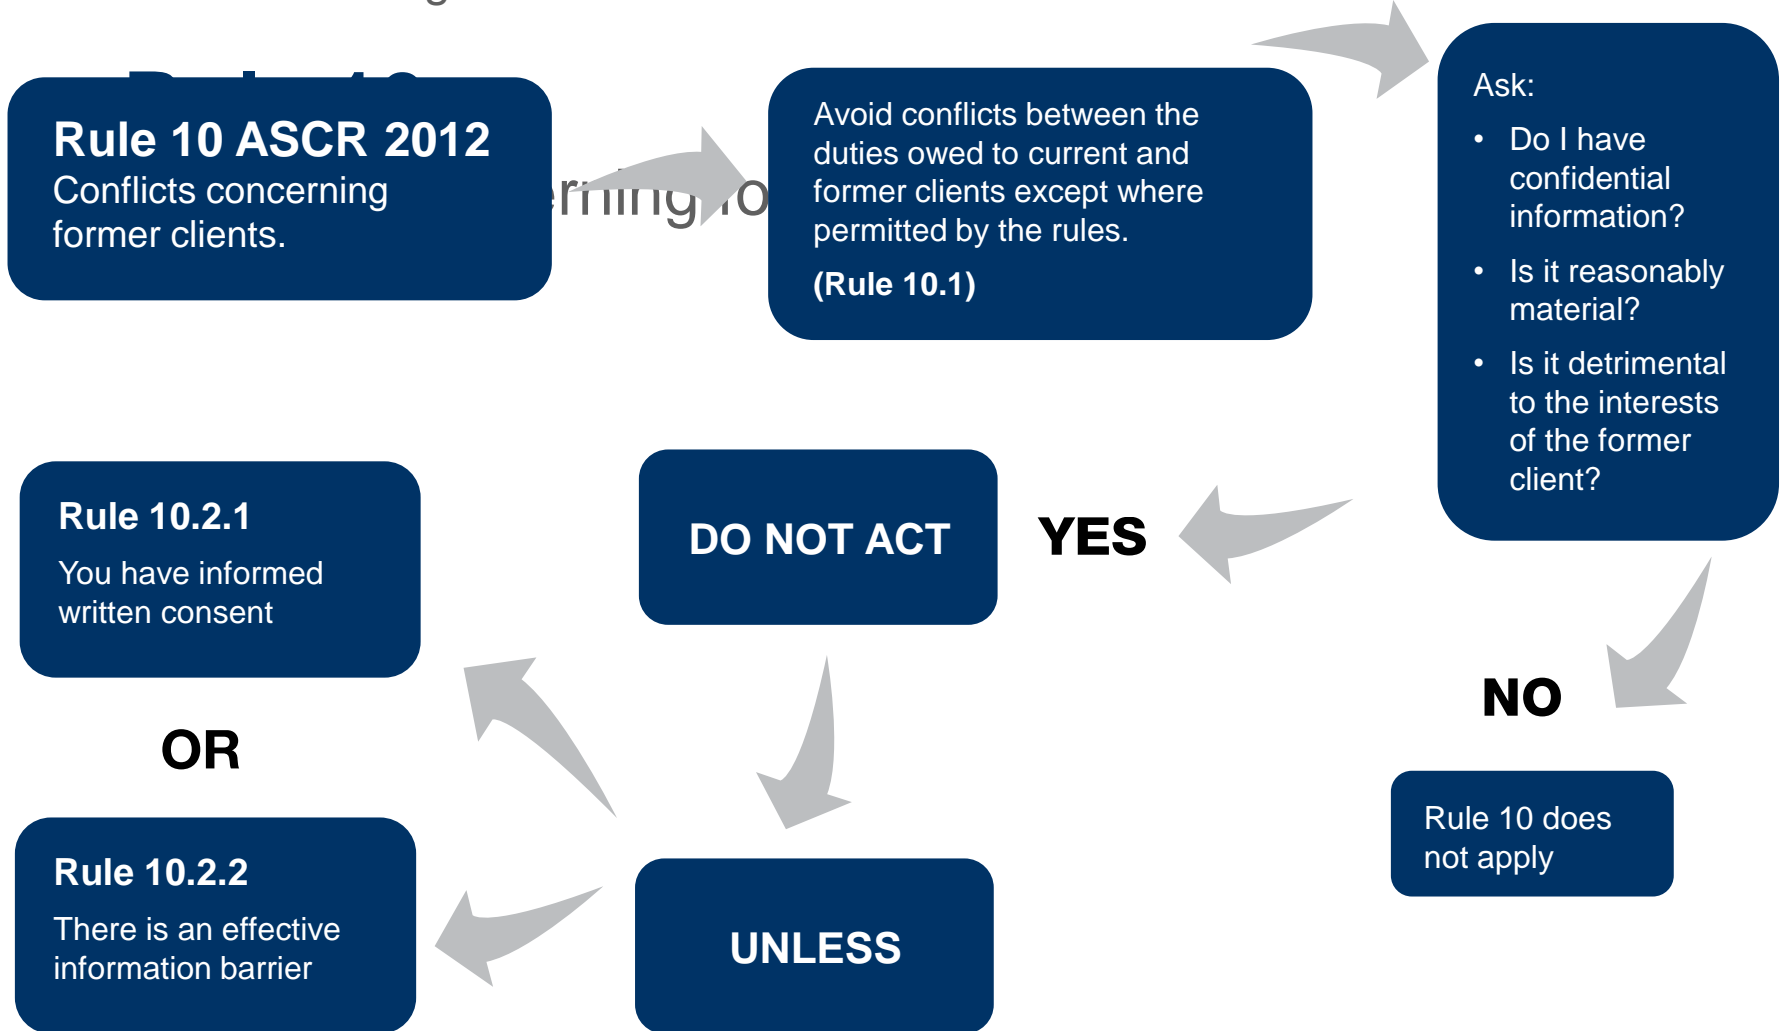 Rule 10 ASCR 2012
Conflicts concerning
former clients.
Avoid conflicts between the
duties owed to current and
former clients except where
permitted by the rules.
(Rule 10.1)
Ask:
• Do I have
confidential
information?
• Is it reasonably
material?
• Is it detrimental
to the interests
of the former
client?
YES
DO NOT ACT
NO
Rule 10 does
not apply
UNLESS
Rule 10.2.1
You have informed
written consent
OR
Rule 10.2.2
There is an effective
information barrier